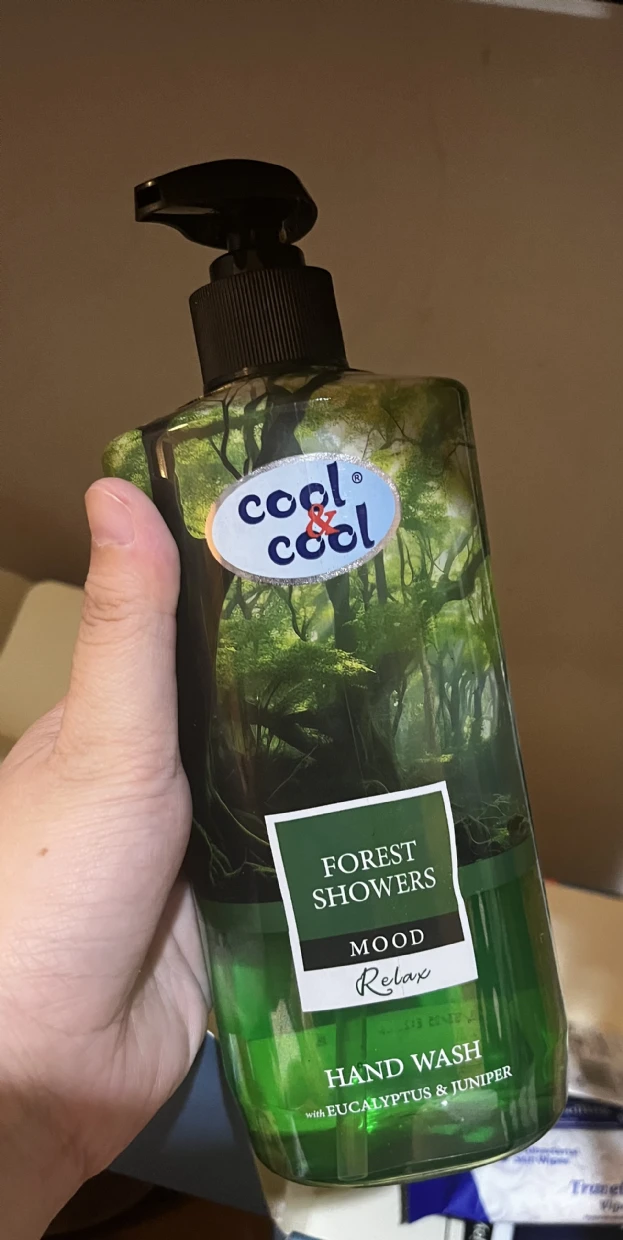 cool®
&
cool
FOREST
SHOWERS
MOOD
Relax
HAND WASH
with EUCALYPTUS & JUNIPER